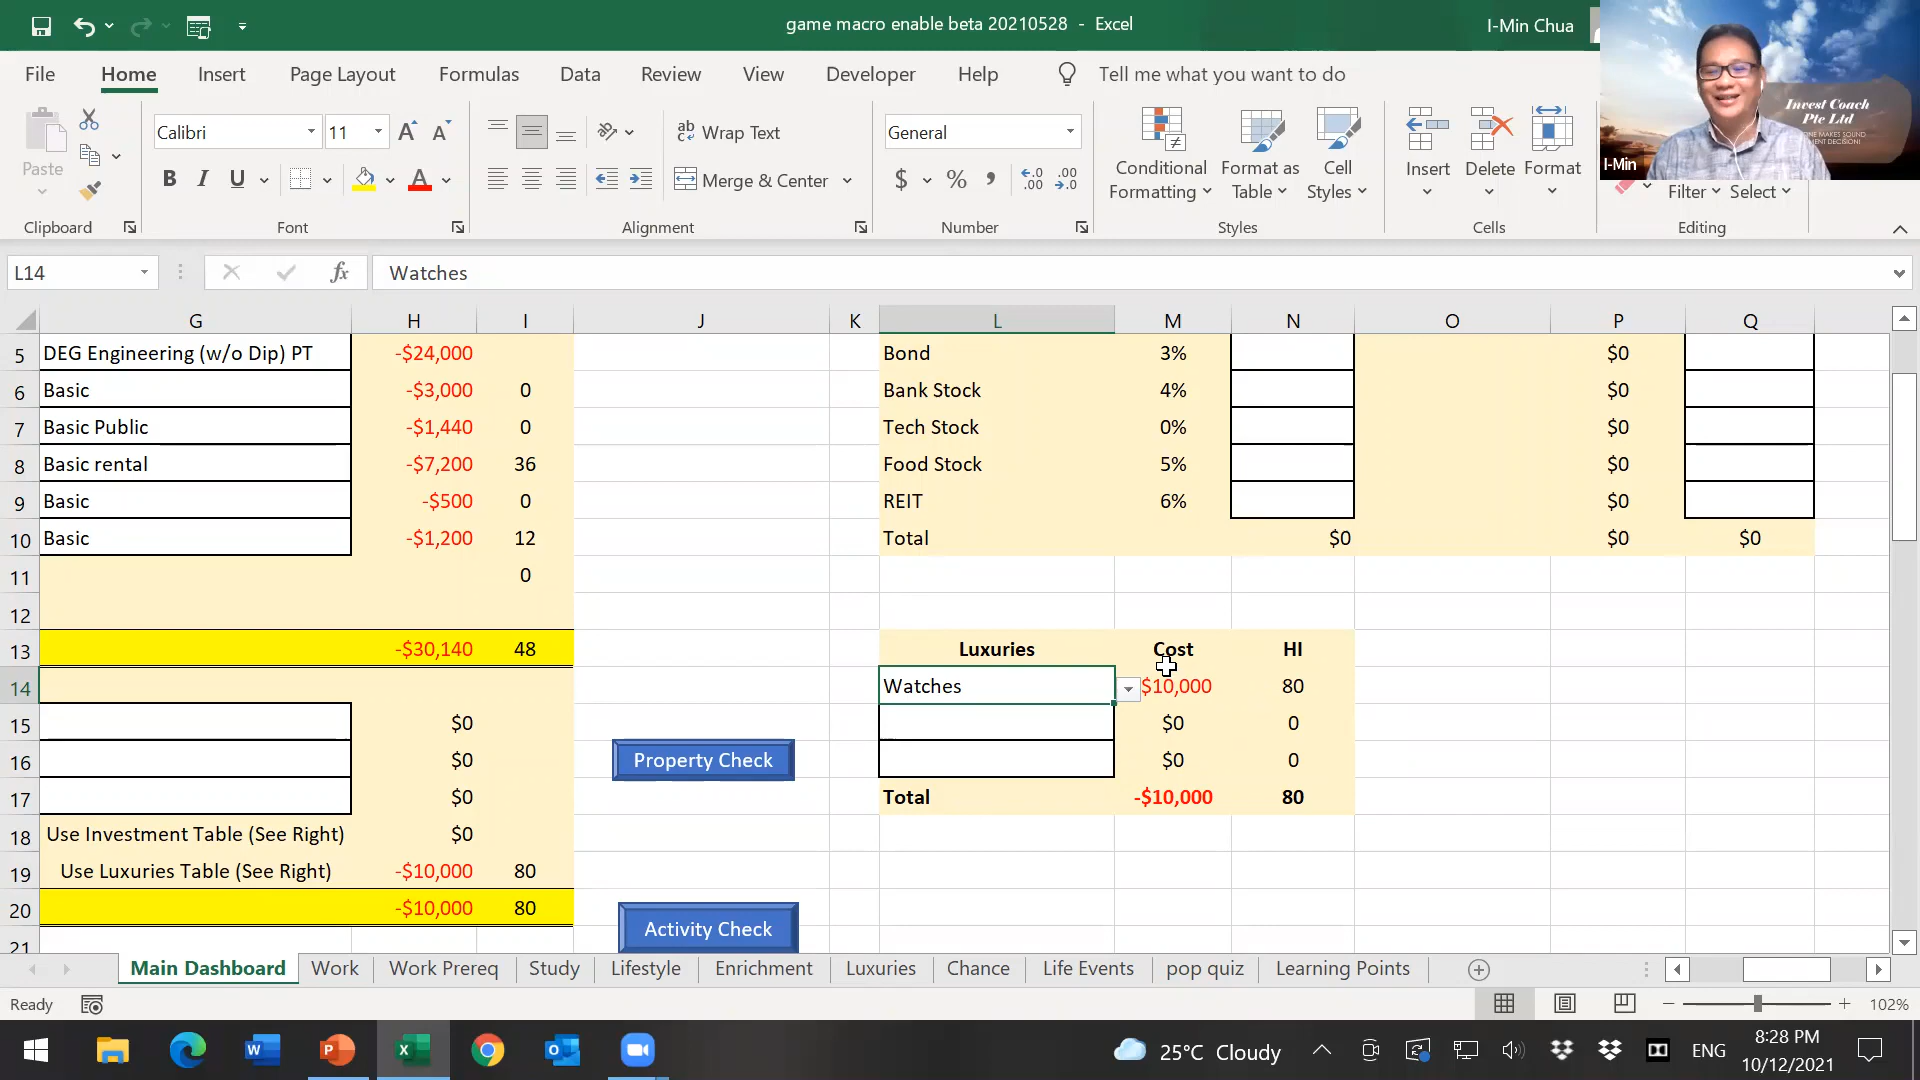 game macro enable beta 20210528 - Excel
I-Min Chua
File Home Insert Page Layout Formulas Data Review View Developer Help Tell me what you want to do
Invest Coach
Pte Ltd
I-Min
Paste
Calibri 11
B I U
Wrap Text
Merge & Center
General
$ % ,
Conditional Formatting
Format as Table
Cell Styles
Insert
Delete
Format
Filter
Select
Clipboard Font Alignment Number Styles Cells Editing
L14 fx Watches
G H I J K L M N O P Q
5 DEG Engineering (w/o Dip) PT -$24,000 Bond 3% $0
6 Basic -$3,000 0 Bank Stock 4% $0
7 Basic Public -$1,440 0 Tech Stock 0% $0
8 Basic rental -$7,200 36 Food Stock 5% $0
9 Basic -$500 0 REIT 6% $0
10 Basic -$1,200 12 Total $0 $0 $0
11 0
12
13 -$30,140 48 Luxuries Cost HI
14 Watches $10,000 80
15 $0 $0 0
16 $0 Property Check $0 0
17 $0 Total -$10,000 80
18 Use Investment Table (See Right) $0
19 Use Luxuries Table (See Right) -$10,000 80
20 -$10,000 80 Activity Check
21
Main Dashboard Work Work Prereq Study Lifestyle Enrichment Luxuries Chance Life Events pop quiz Learning Points
Ready 102%
25°C Cloudy ENG 8:28 PM
10/12/2021